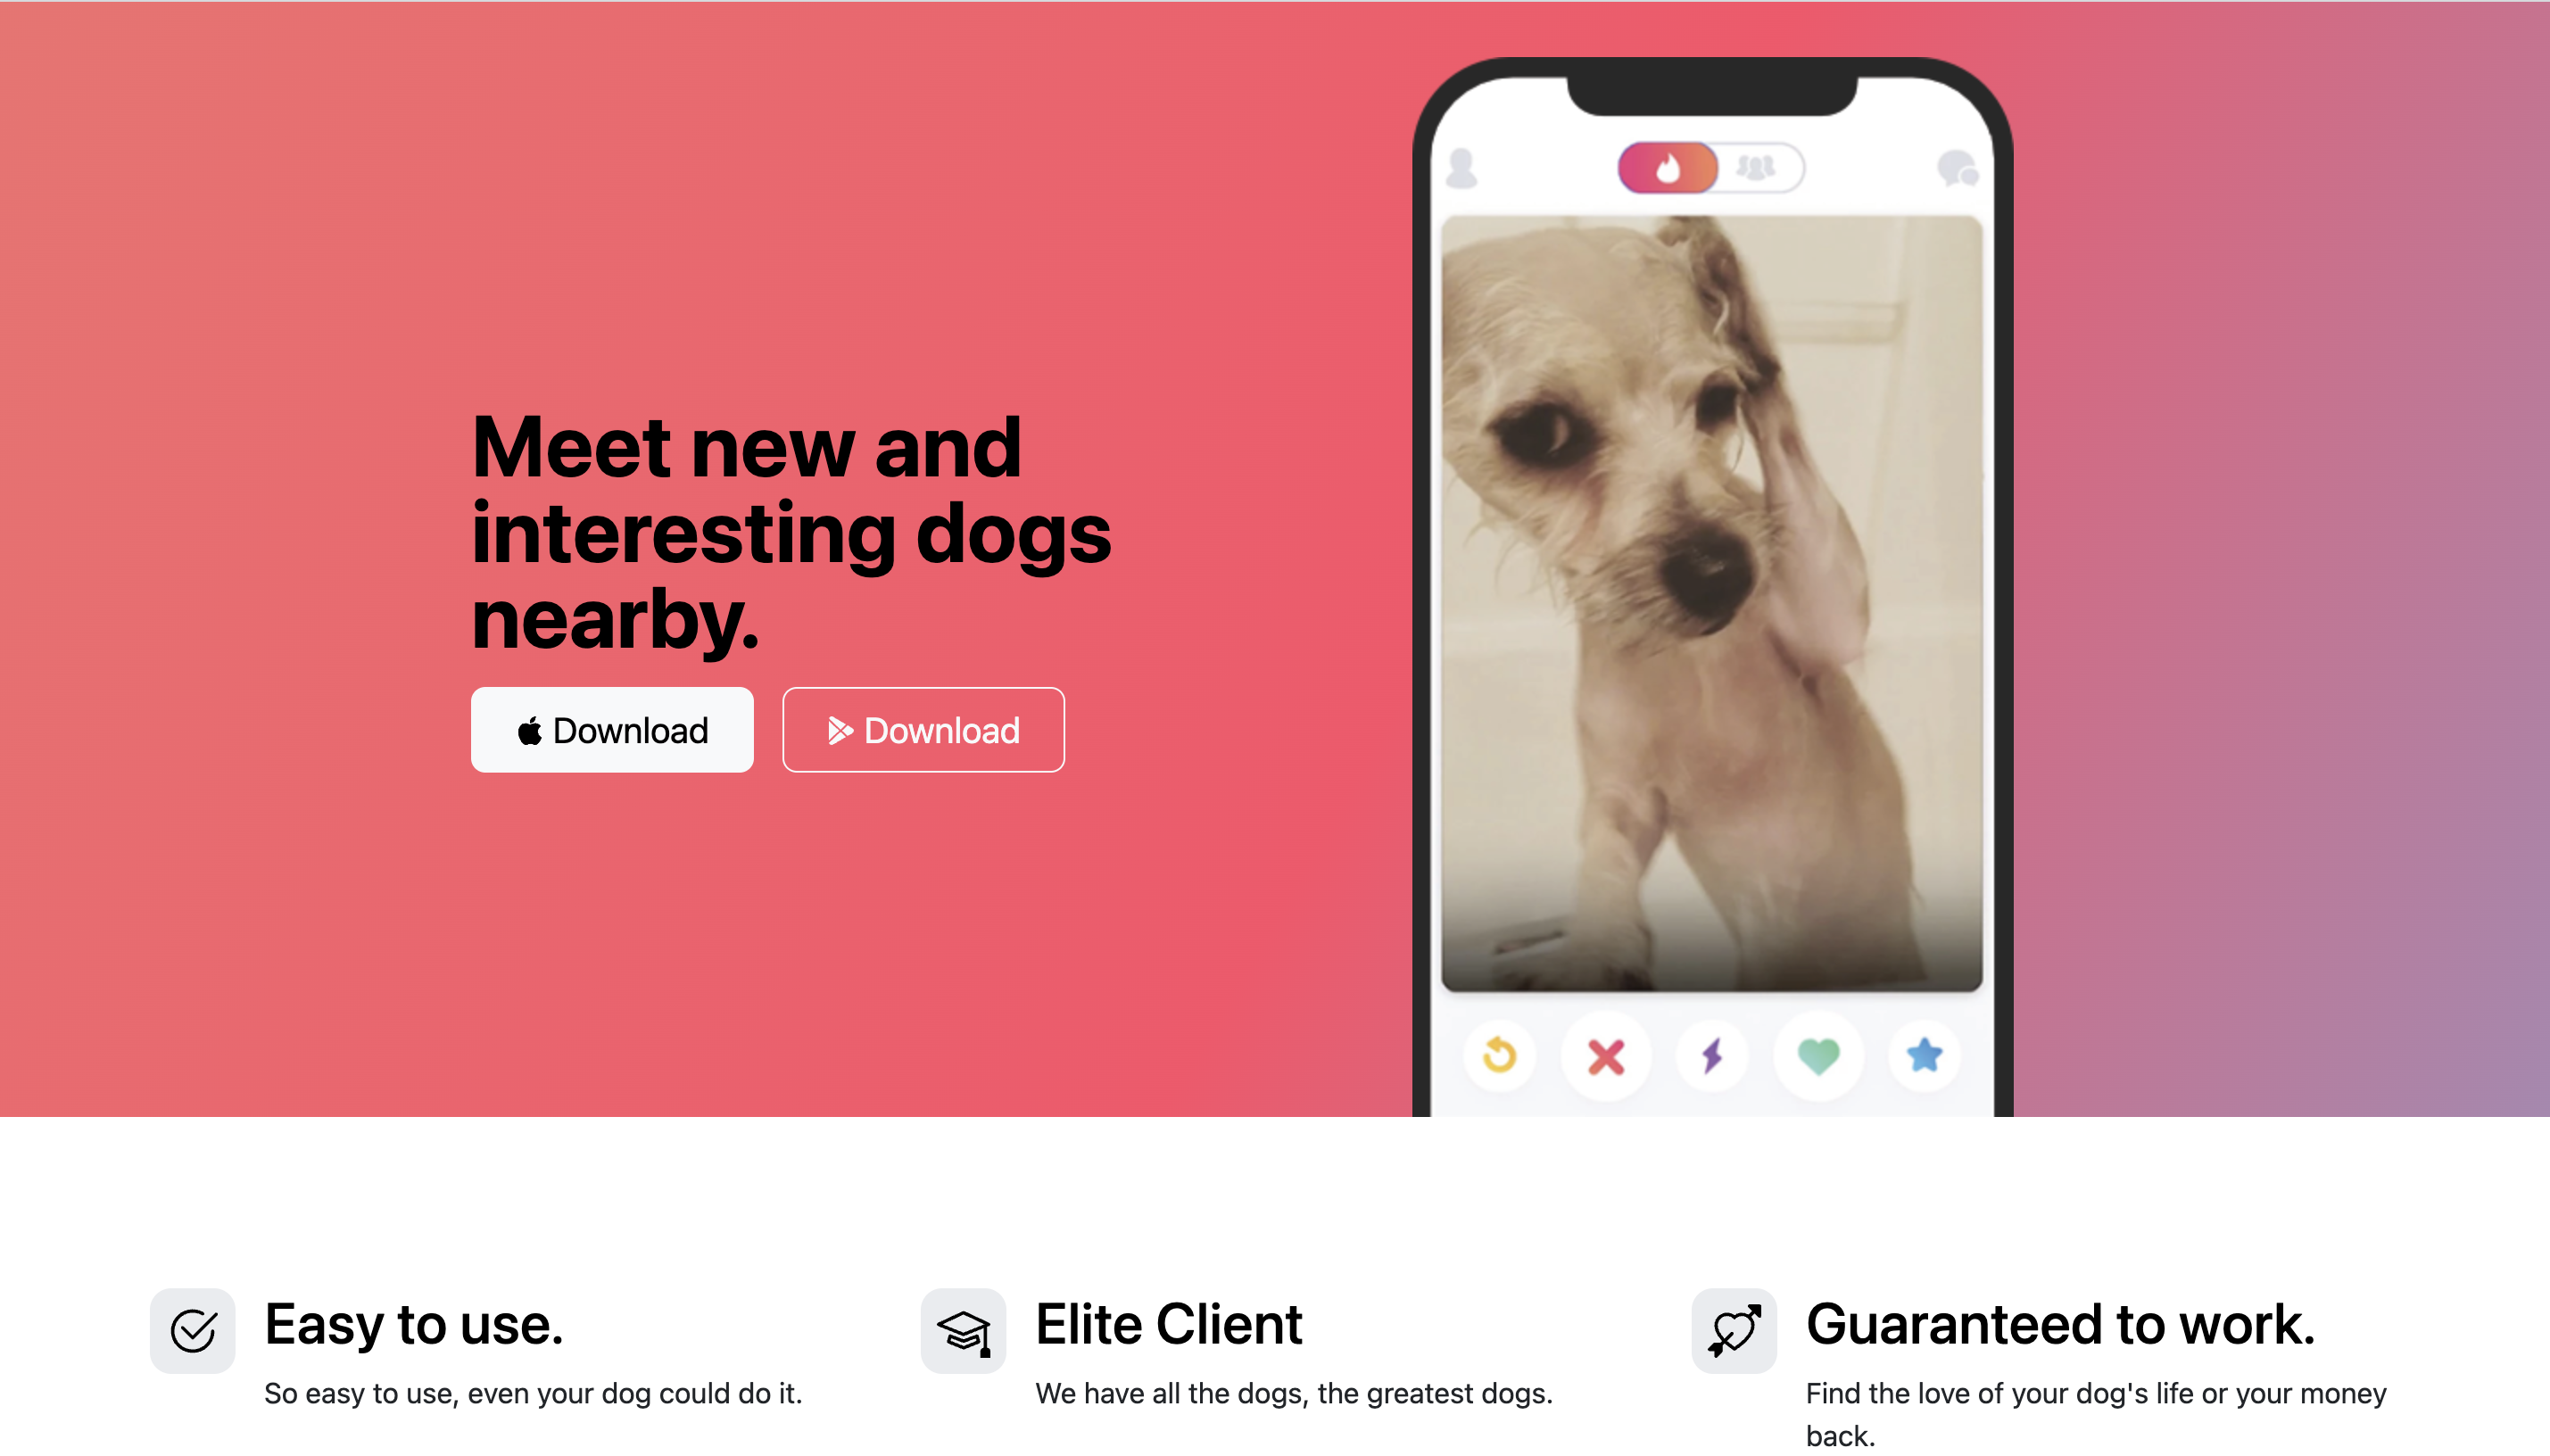 Meet new and
interesting dogs
nearby.
Download
Download
Easy to use.
So easy to use, even your dog could do it.
Elite Client
We have all the dogs, the greatest dogs.
Guaranteed to work.
Find the love of your dog's life or your money
back.